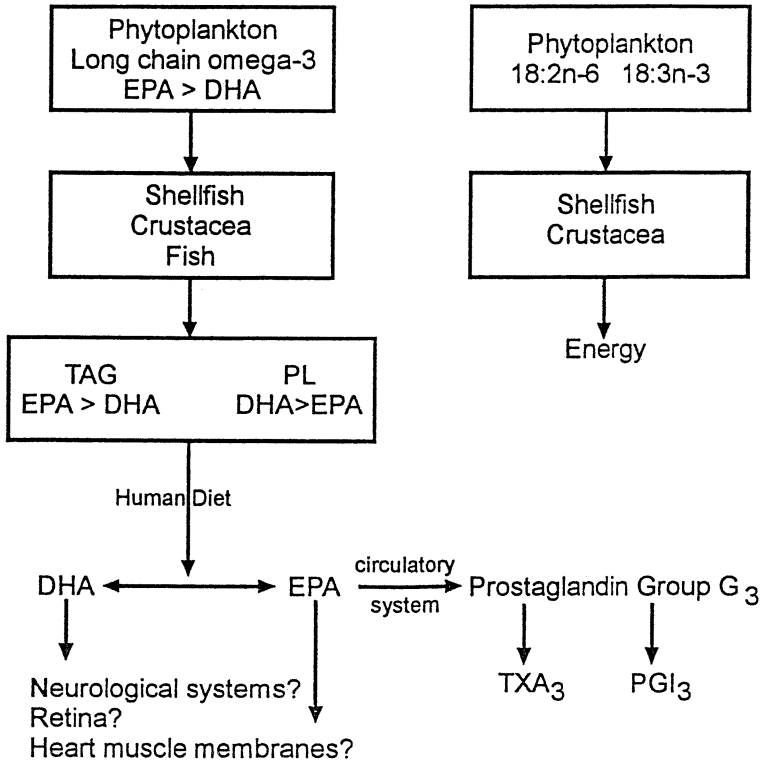 Phytoplankton
Long chain omega-3
EPA > DHA
Phytoplankton
18:2n-6 18:3n-3
Shellfish
Crustacea
Fish
Shellfish
Crustacea
Energy
TAG PL
EPA > DHA DHA>EPA
Human Diet
DHA EPA circulatory system Prostaglandin Group G3
TXA3 PGI3
Neurological systems?
Retina?
Heart muscle membranes?